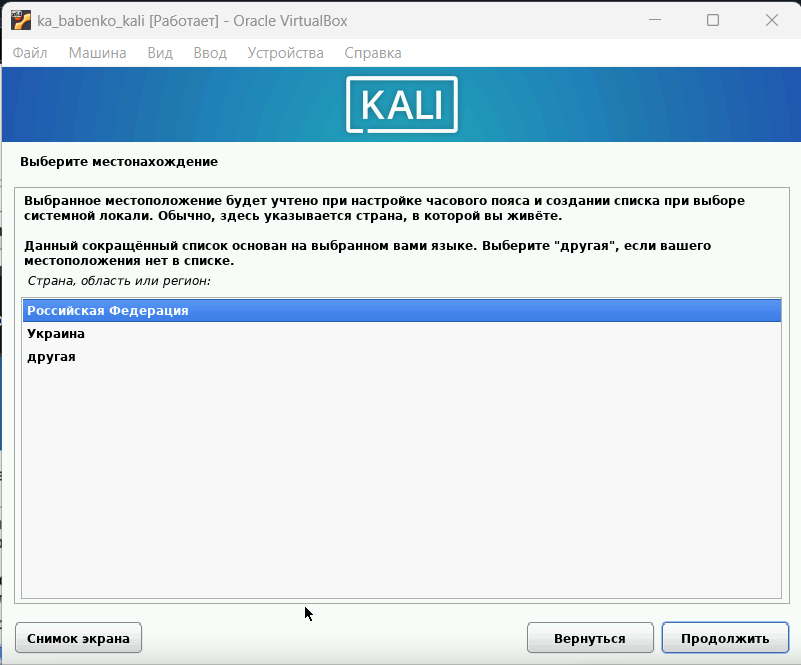 ka_babenko_kali [Работает] - Oracle VirtualBox
Файл Машина Вид Ввод Устройства Справка
KALI
Выберите местонахождение
Выбранное местоположение будет учтено при настройке часового пояса и создании списка при выборе
системной локали. Обычно, здесь указывается страна, в которой вы живёте.
Данный сокращённый список основан на выбранном вами языке. Выберите "другая", если вашего
местоположения нет в списке.
Страна, область или регион:
Российская Федерация
Украина
другая
Снимок экрана Вернуться Продолжить